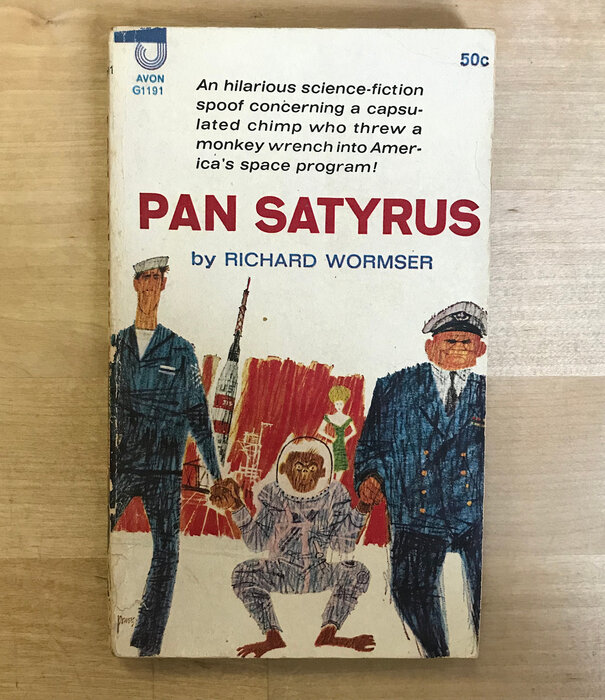 AVON
G1191
50c
An hilarious science-fiction
spoof concerning a capsu-
lated chimp who threw a
monkey wrench into Amer-
ica's space program!
PAN SATYRUS
by RICHARD WORMSER